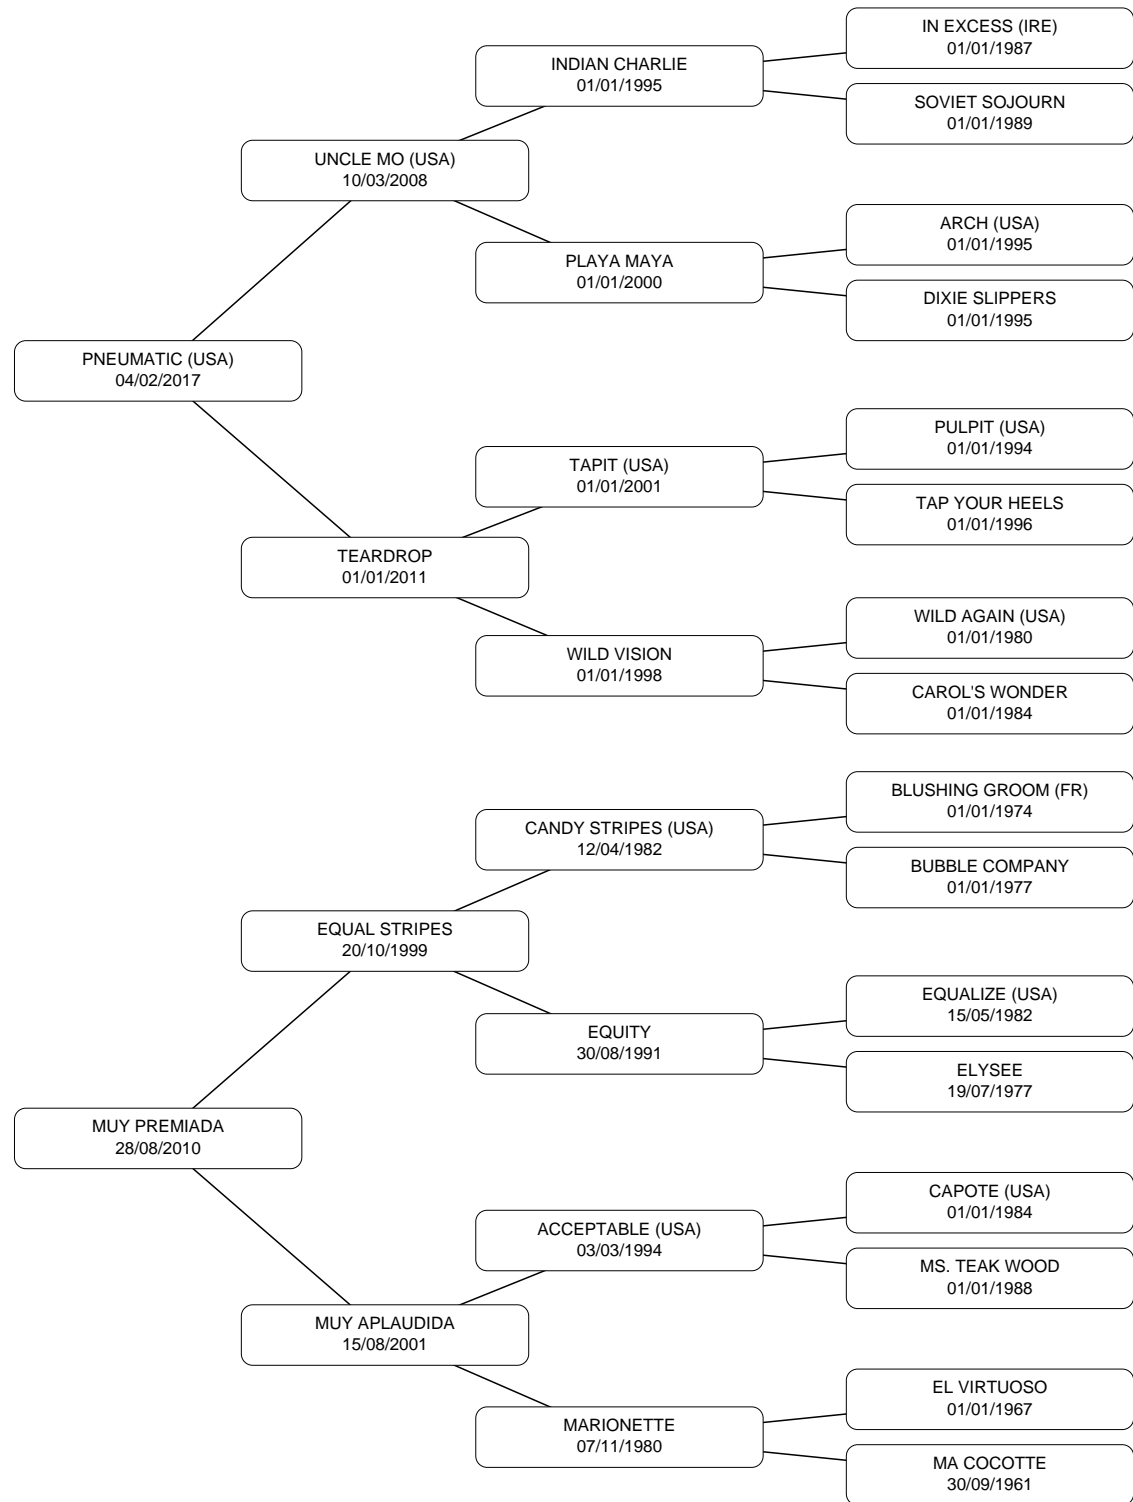 IN EXCESS (IRE)
01/01/1987
INDIAN CHARLIE
01/01/1995
SOVIET SOJOURN
01/01/1989
UNCLE MO (USA)
10/03/2008
ARCH (USA)
01/01/1995
PLAYA MAYA
01/01/2000
DIXIE SLIPPERS
01/01/1995
PNEUMATIC (USA)
04/02/2017
PULPIT (USA)
01/01/1994
TAPIT (USA)
01/01/2001
TAP YOUR HEELS
01/01/1996
TEARDROP
01/01/2011
WILD AGAIN (USA)
01/01/1980
WILD VISION
01/01/1998
CAROL'S WONDER
01/01/1984
BLUSHING GROOM (FR)
01/01/1974
CANDY STRIPES (USA)
12/04/1982
BUBBLE COMPANY
01/01/1977
EQUAL STRIPES
20/10/1999
EQUALIZE (USA)
15/05/1982
EQUITY
30/08/1991
ELYSEE
19/07/1977
MUY PREMIADA
28/08/2010
CAPOTE (USA)
01/01/1984
ACCEPTABLE (USA)
03/03/1994
MS. TEAK WOOD
01/01/1988
MUY APLAUDIDA
15/08/2001
EL VIRTUOSO
01/01/1967
MARIONETTE
07/11/1980
MA COCOTTE
30/09/1961